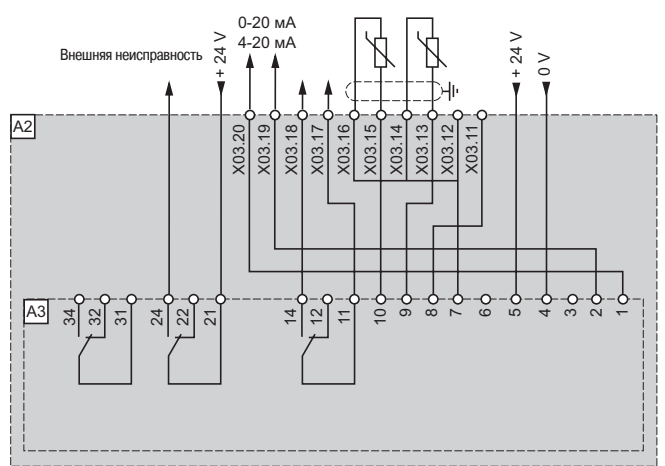 0-20 мА
4-20 мА
Внешняя неисправность
+ 24 V
+ 24 V
0 V
A2
X03.20
X03.19
X03.18
X03.17
X03.16
X03.15
X03.14
X03.13
X03.12
X03.11
A3
34
32
31
24
22
21
14
12
11
10
9
8
7
6
5
4
3
2
1